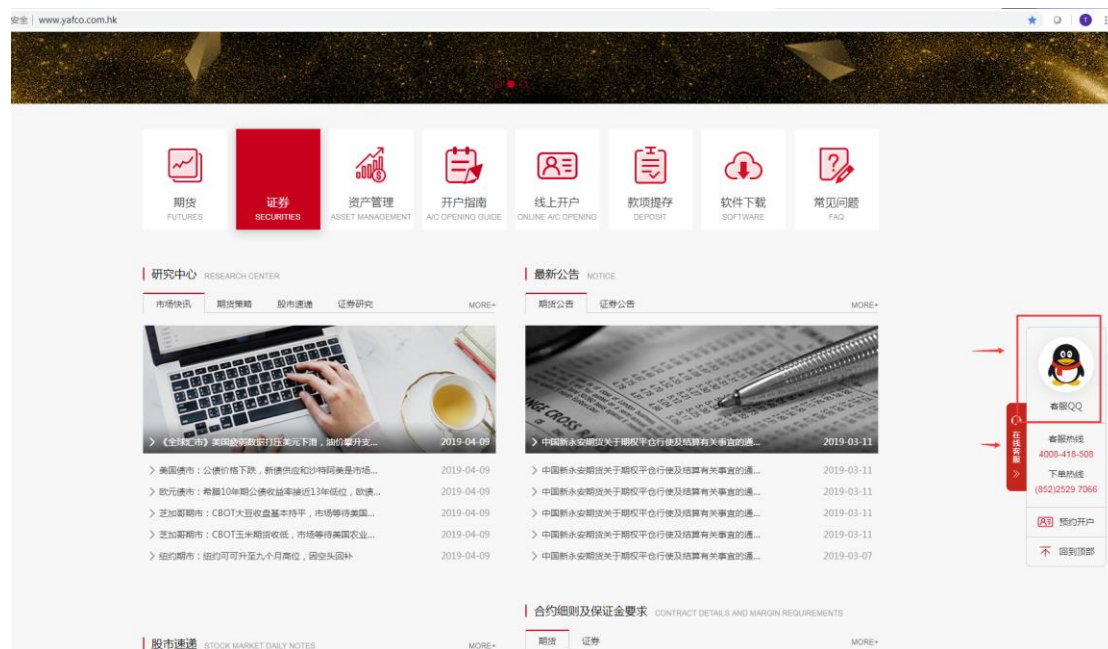 安全 | www.yafco.com.hk
期货
FUTURES
证券
SECURITIES
资产管理
ASSET MANAGEMENT
开户指南
A/C OPENING GUIDE
线上开户
ONLINE A/C OPENING
款项提存
DEPOSIT
软件下载
SOFTWARE
常见问题
FAQ
研究中心 RESEARCH CENTER
市场快讯 期货策略 股市速递 证券研究 MORE+
《全球汇市》美国疲弱数据打压美元下滑，油价攀升支... 2019-04-09
美国债市：公债价格下跌，新债供应和沙特阿美是市场... 2019-04-09
欧元债市：希腊10年期公债收益率接近13年低位，欧债... 2019-04-09
芝加哥期市：CBOT大豆收盘基本持平，市场等待美国... 2019-04-09
芝加哥期市：CBOT玉米期货收低，市场等待美国农业... 2019-04-09
纽约期市：纽约可可升至九个月高位，因空头回补 2019-04-09
股市速递 STOCK MARKET DAILY NOTES MORE+
最新公告 NOTICE
期货公告 证券公告 MORE+
中国新永安期货关于期权平仓行使及结算有关事宜的通... 2019-03-11
中国新永安期货关于期权平仓行使及结算有关事宜的通... 2019-03-11
中国新永安期货关于期权平仓行使及结算有关事宜的通... 2019-03-11
中国新永安期货关于期权平仓行使及结算有关事宜的通... 2019-03-11
中国新永安期货关于期权平仓行使及结算有关事宜的通... 2019-03-11
中国新永安期货关于期权平仓行使及结算有关事宜的通... 2019-03-07
合约细则及保证金要求 CONTRACT DETAILS AND MARGIN REQUIREMENTS
期货 证券 MORE+
在线客服
客服QQ
客服热线
4008-418-508
下单热线
(852)2529 7066
预约开户
回到顶部